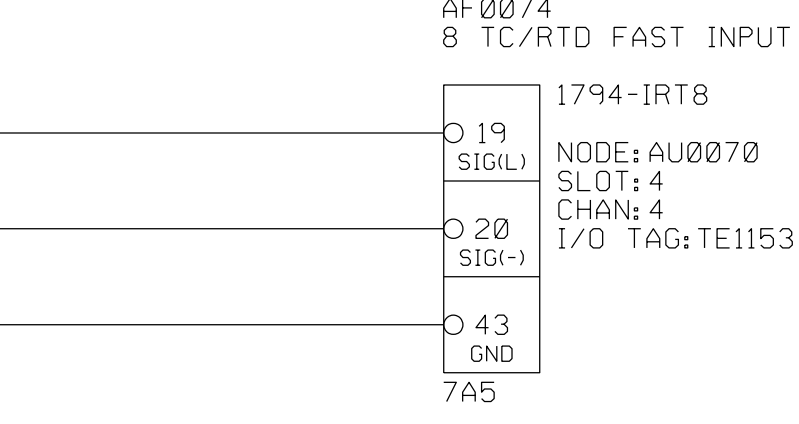 AF0074
8 TC/RTD FAST INPUT
1794-IRT8
19
SIG(L)
NODE:AU0070
SLOT:4
CHAN:4
20
I/O TAG:TE1153
SIG(-)
43
GND
7A5